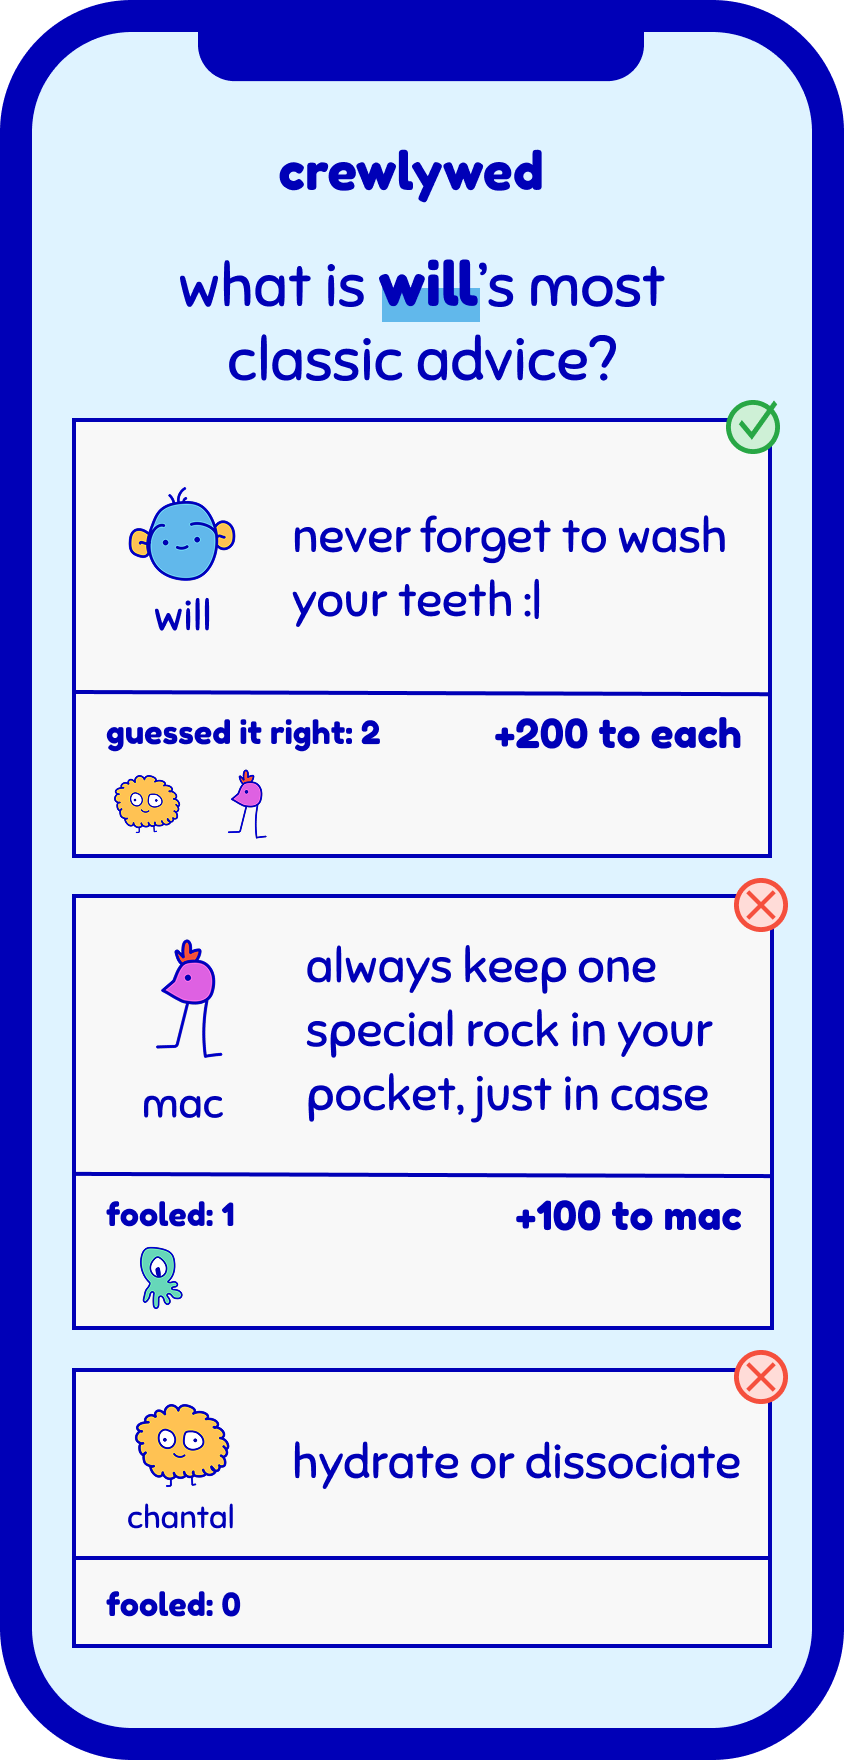 crewlywed
what is will's most
classic advice?
never forget to wash
your teeth :|
will
guessed it right: 2
+200 to each
always keep one
special rock in your
pocket, just in case
mac
fooled: 1
+100 to mac
hydrate or dissociate
chantal
fooled: 0